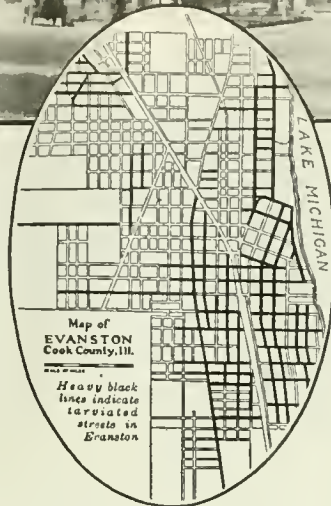 LAKE MICHIGAN
Map of
EVANSTON
Cook County, Ill.
Heavy black
lines indicate
tarviated
streets in
Evanston